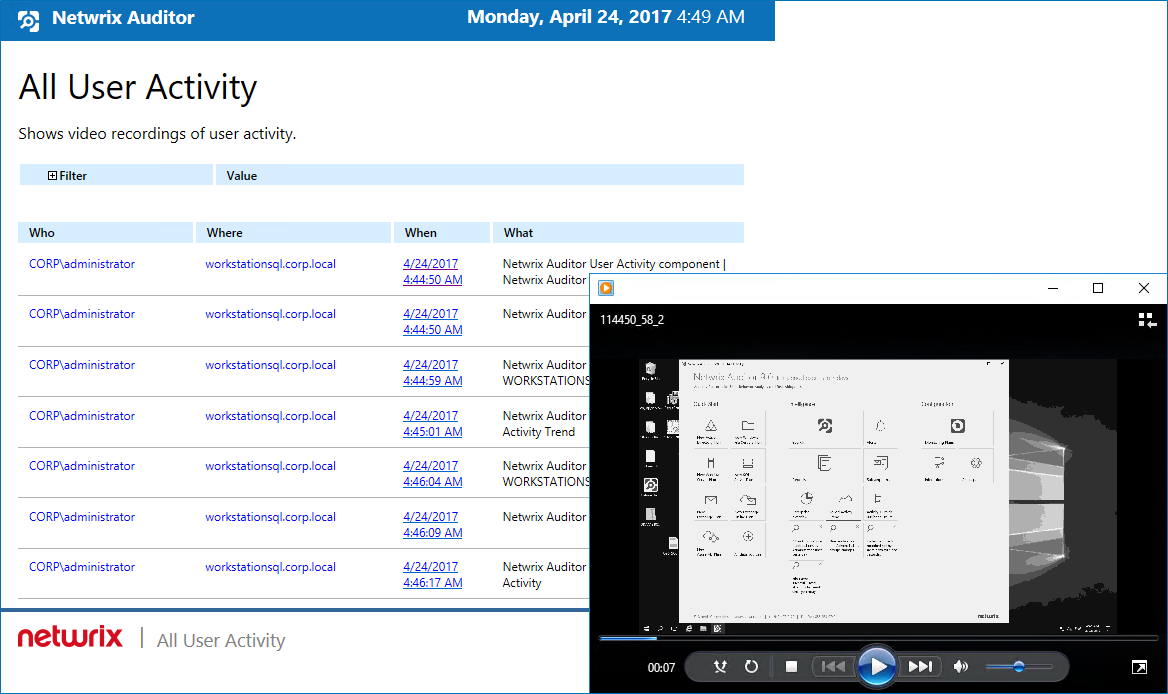 Netwrix Auditor
Monday, April 24, 2017 4:49 AM
All User Activity
Shows video recordings of user activity.
Filter Value
Who Where When What
CORP\administrator workstationsql.corp.local 4/24/2017 Netwrix Auditor User Activity component |
4:44:50 AM Netwrix Auditor
CORP\administrator workstationsql.corp.local 4/24/2017 Netwrix Auditor
4:44:50 AM
CORP\administrator workstationsql.corp.local 4/24/2017 Netwrix Auditor
4:44:59 AM WORKSTATIONS
CORP\administrator workstationsql.corp.local 4/24/2017 Netwrix Auditor
4:45:01 AM Activity Trend
CORP\administrator workstationsql.corp.local 4/24/2017 Netwrix Auditor
4:46:04 AM WORKSTATIONS
CORP\administrator workstationsql.corp.local 4/24/2017 Netwrix Auditor
4:46:09 AM
CORP\administrator workstationsql.corp.local 4/24/2017 Netwrix Auditor
4:46:17 AM Activity
netwrix | All User Activity
114450_58_2
Netwrix Auditor
Quick Start Intelligence Configuration
netwrix
00:07